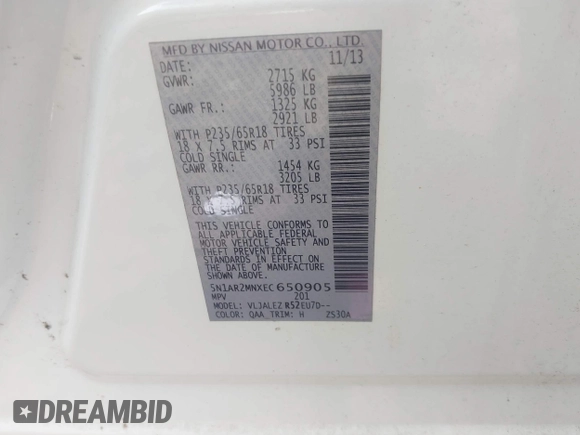 MFD BY NISSAN MOTOR CO., LTD.
DATE: 11/13
GVWR: 2715 KG
5986 LB
GAWR FR.: 1325 KG
2921 LB
WITH P235/65R18 TIRES
18 X 7.5 RIMS AT 33 PSI
COLD SINGLE
GAWR RR.: 1454 KG
3205 LB
WITH P235/65R18 TIRES
18 RIMS AT 33 PSI
COLD SINGLE
THIS VEHICLE CONFORMS TO
ALL APPLICABLE FEDERAL
MOTOR VEHICLE SAFETY AND
THEFT PREVENTION
STANDARDS IN EFFECT ON
THE DATE OF MANUFACTURE
SHOWN ABOVE.
5N1AR2MNXEC650905
MPV 201
MODEL: VLJALEZ R52EU7D--
COLOR: QAA TRIM: H 2530A
#DREAMBID